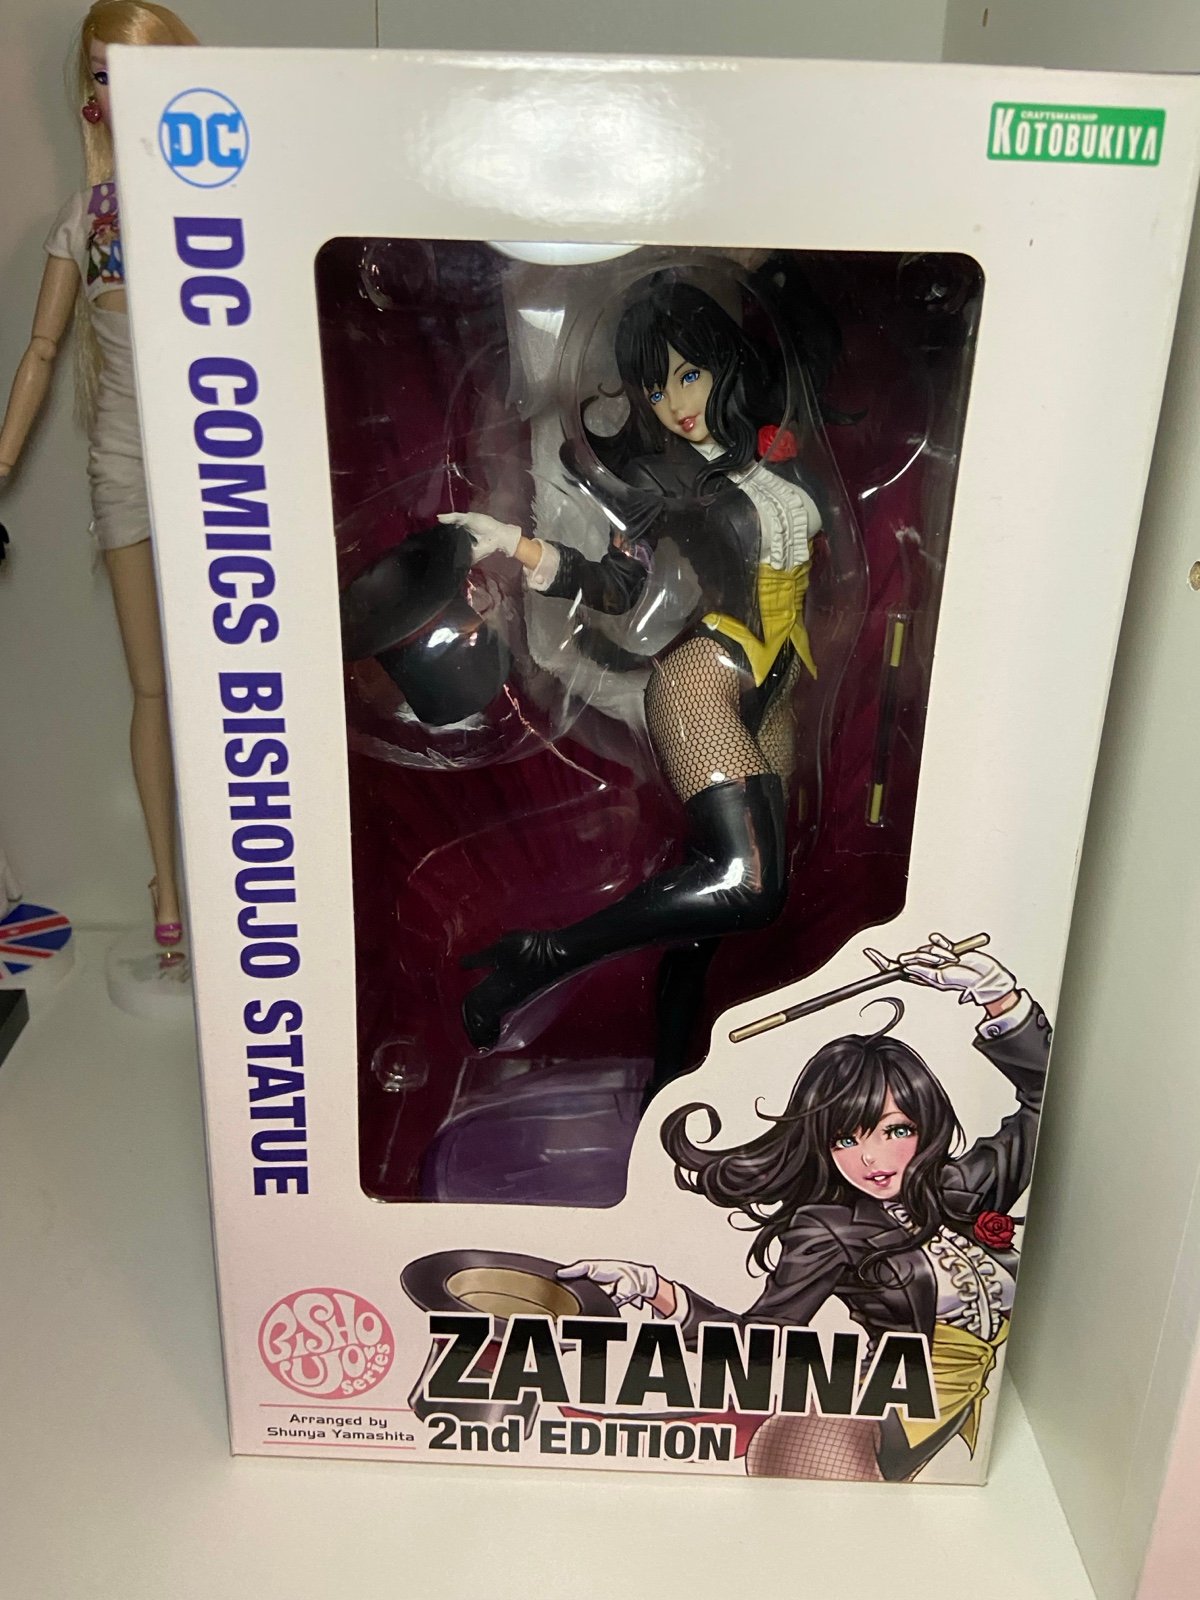 DC
CRAFTSMANSHIP
KOTOBUKIYA
DC COMICS BISHOUJO STATUE
BISHOUJO series
Arranged by
Shunya Yamashita
ZATANNA
2nd EDITION